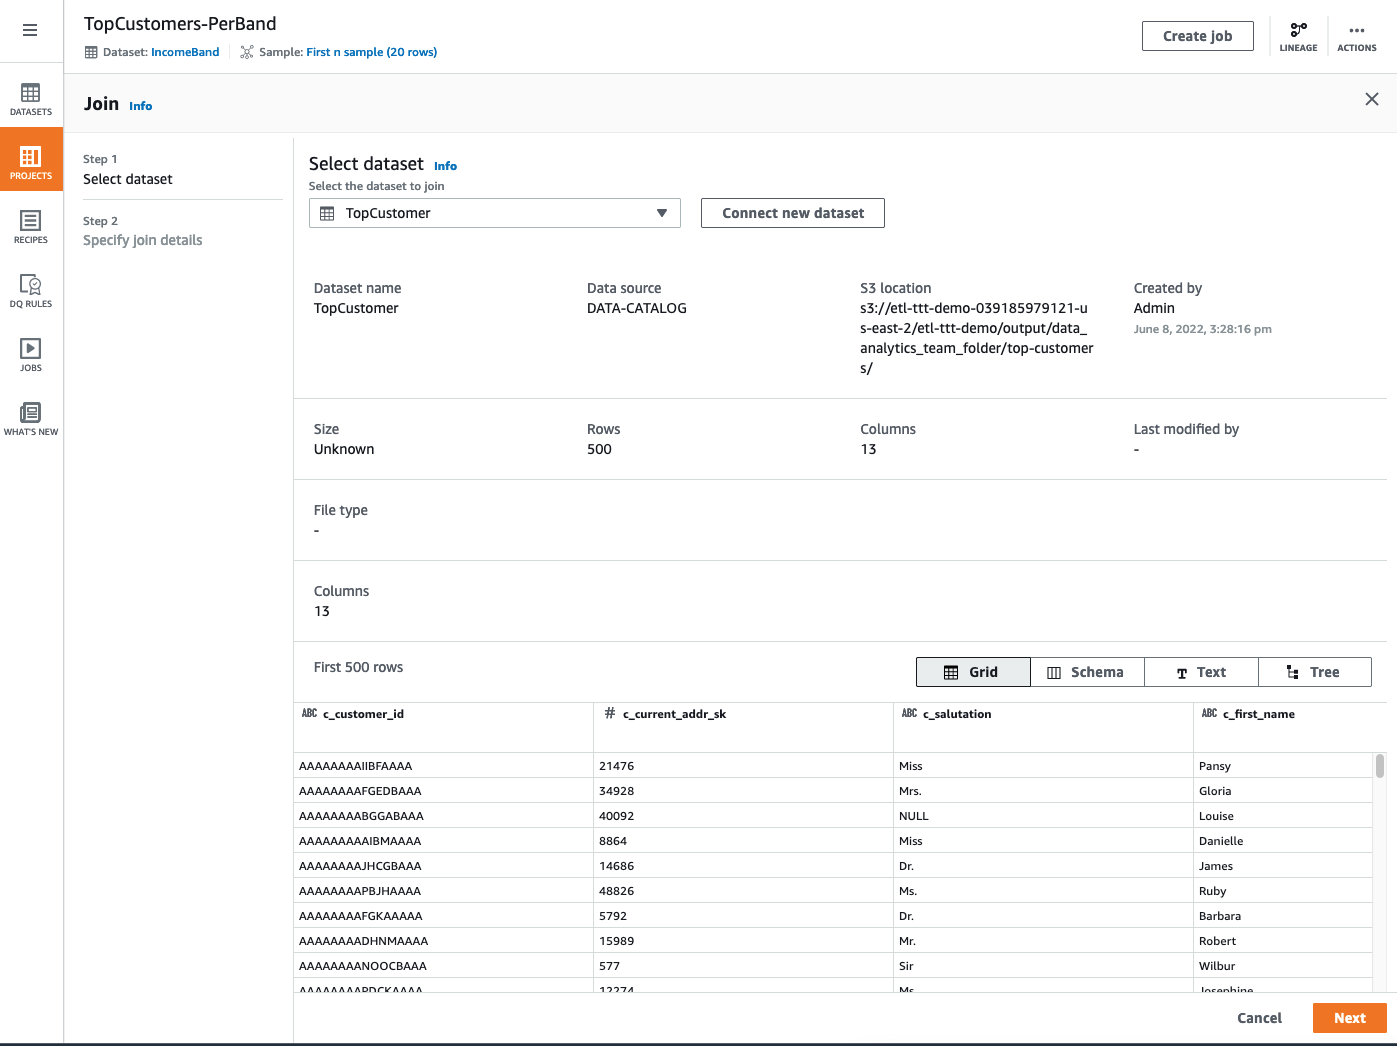 TopCustomers-PerBand
Dataset: IncomeBand Sample: First n sample (20 rows)
Create job
LINEAGE
ACTIONS
DATASETS
PROJECTS
RECIPES
DQ RULES
JOBS
WHAT'S NEW
Join Info
Step 1
Select dataset
Step 2
Specify join details
Select dataset Info
Select the dataset to join
TopCustomer
Connect new dataset
Dataset name
TopCustomer
Data source
DATA-CATALOG
S3 location
s3://etl-ttt-demo-039185979121-u
s-east-2/etl-ttt-demo/output/data_
analytics_team_folder/top-customer
s/
Created by
Admin
June 8, 2022, 3:28:16 pm
Size
Unknown
Rows
500
Columns
13
Last modified by
-
File type
-
Columns
13
First 500 rows
Grid Schema Text Tree
ABC c_customer_id # c_current_addr_sk ABC c_salutation ABC c_first_name
AAAAAAAAIIBFAAAA 21476 Miss Pansy
AAAAAAAAFGEDBAAA 34928 Mrs. Gloria
AAAAAAAABGGABAAA 40092 NULL Louise
AAAAAAAAAIBMAAAA 8864 Miss Danielle
AAAAAAAAJHCGBAAA 14686 Dr. James
AAAAAAAAPBJHAAAA 48826 Ms. Ruby
AAAAAAAAFGKAAAAA 5792 Dr. Barbara
AAAAAAAADHNMAAAA 15989 Mr. Robert
AAAAAAAANOOCBAAA 577 Sir Wilbur
12274 Ms. Josephine
Cancel
Next